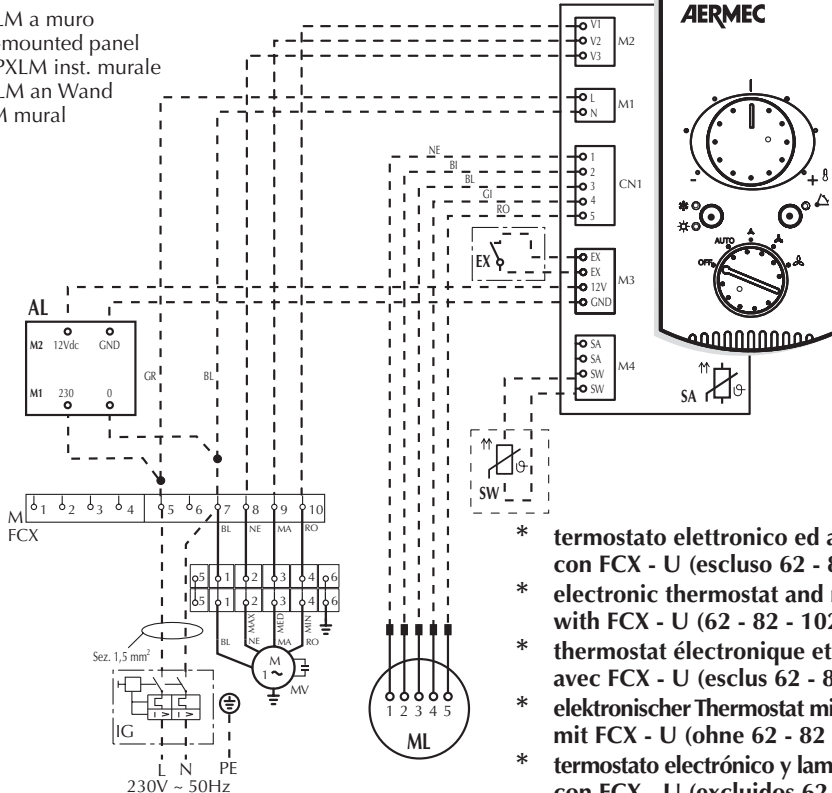 LM a muro
mounted panel
PXLM inst. murale
LM an Wand
M mural
AERMEC
V1
V2
V3
M2
L
N
M1
NE
BI
BL
GI
RO
1
2
3
4
5
CN1
- +
AUTO
OFF
EX
EX
EX
12V
GND
M3
SA
SA
SW
SW
M4
SA
SW
AL
M2 12Vdc GND
M1 230 0
GR
BL
M
FCX
1 2 3 4 5 6 7 8 9 10
BL NE MA RO
5 1 2 3 4 6
5 1 2 3 4 6
MAX MED MIN
BL NE MA RO
Sez. 1,5 mm²
M
1 ~
MV
IG
L N PE
230V ~ 50Hz
1 2 3 4 5
ML
* termostato elettronico ed a
con FCX - U (escluso 62 - 8
* electronic thermostat and
with FCX - U (62 - 82 - 102
* thermostat électronique et
avec FCX - U (esclus 62 - 8
* elektronischer Thermostat mi
mit FCX - U (ohne 62 - 82
* termostato electrónico y lam
con FCX - U (excluidos 62